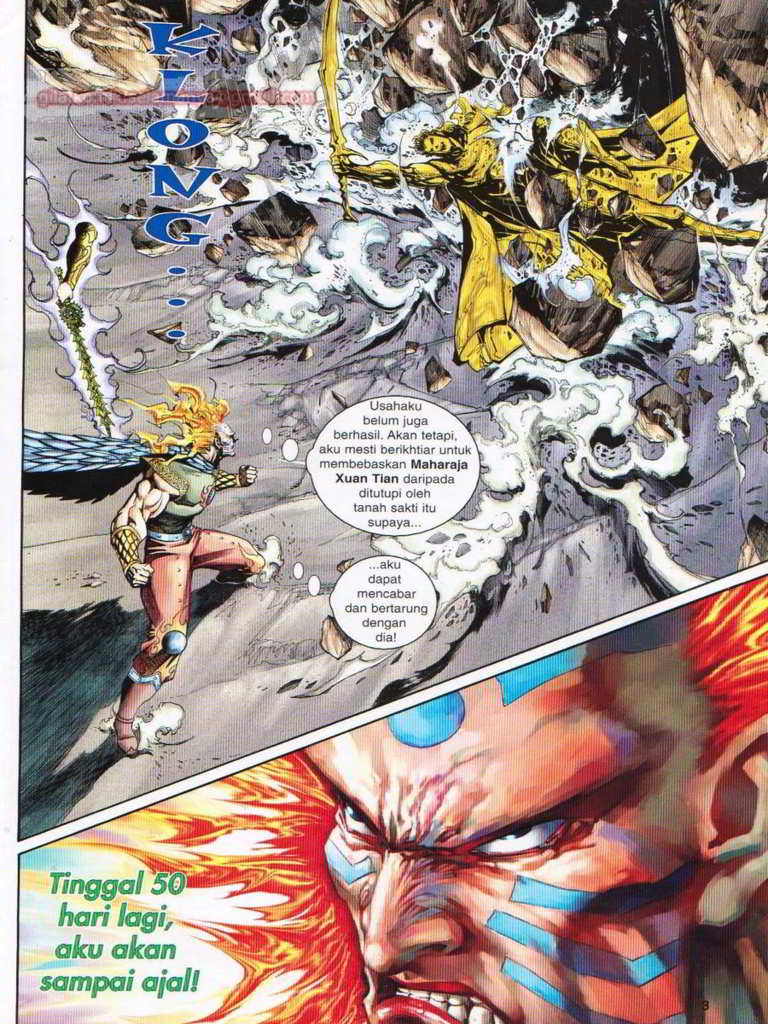 KLONG...
Usahaku
belum juga
berhasil. Akan tetapi,
aku mesti berikhtiar untuk
membebaskan Maharaja
Xuan Tian daripada
ditutupi oleh
tanah sakti itu
supaya...
...aku
dapat
mencabar
dan bertarung
dengan
dia!
Tinggal 50
hari lagi,
aku akan
sampai ajal!
3